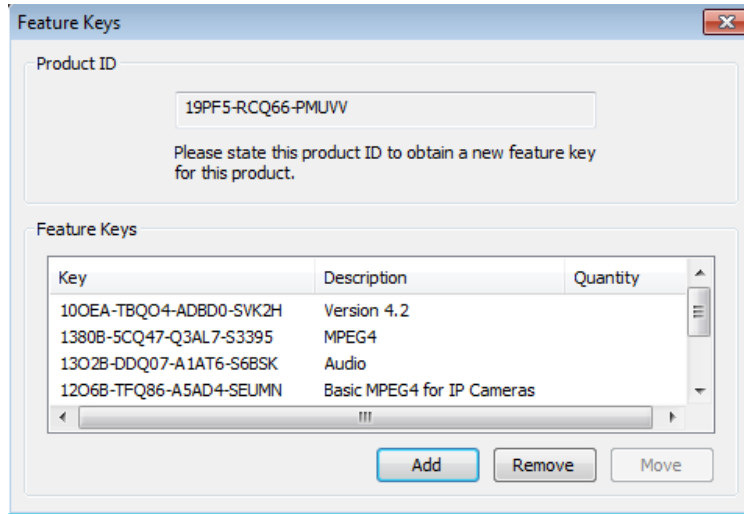 Feature Keys
Product ID
19PF5-RCQ66-PMUVV
Please state this product ID to obtain a new feature key
for this product.
Feature Keys
Key Description Quantity
10OEA-TBQO4-ADBD0-SVK2H Version 4.2
1380B-5CQ47-Q3AL7-S3395 MPEG4
13O2B-DDQ07-A1AT6-S6BSK Audio
12O6B-TFQ86-A5AD4-SEUMN Basic MPEG4 for IP Cameras
Add Remove Move